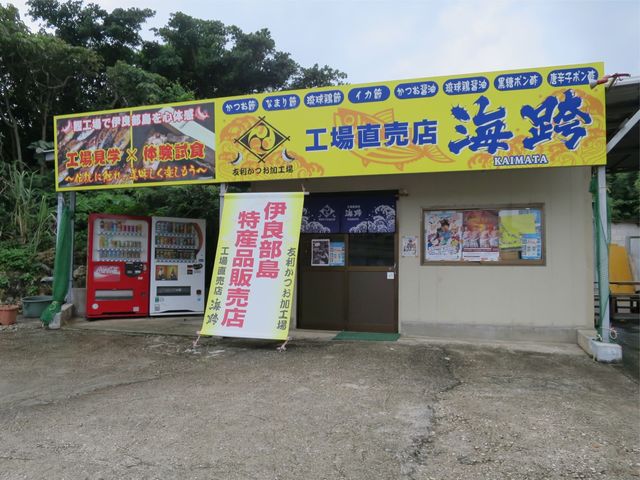 かつお節 なまり節 琉球鶏節 イカ節 かつお醤油 琉球鶏醤油 黒糖ポン酢 唐辛子ポン酢
工場見学×体験試食
友利かつお加工場
工場直売店 海跨
KAIMATA
伊良部島
特産品販売店
工場直売店 海跨
友利かつお加工場
海跨
Coca-Cola